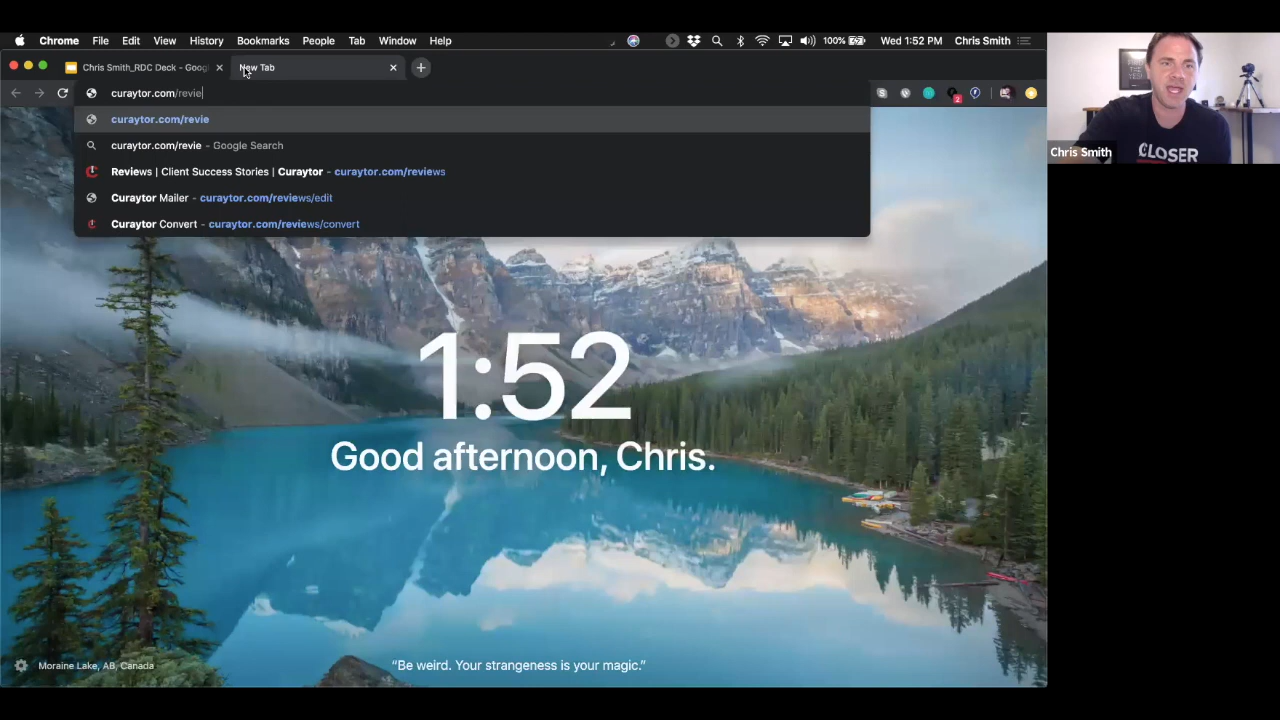 Chrome File Edit View History Bookmarks People Tab Window Help 100% Wed 1:52 PM Chris Smith
Chris Smith_RDC Deck - Googl New Tab
curaytor.com/revie
2
curaytor.com/revie
curaytor.com/revie - Google Search
Reviews | Client Success Stories | Curaytor - curaytor.com/reviews
Curaytor Mailer - curaytor.com/reviews/edit
Curaytor Convert - curaytor.com/reviews/convert
1:52
Good afternoon, Chris.
Moraine Lake, AB, Canada
“Be weird. Your strangeness is your magic.”
CLOSER
Chris Smith